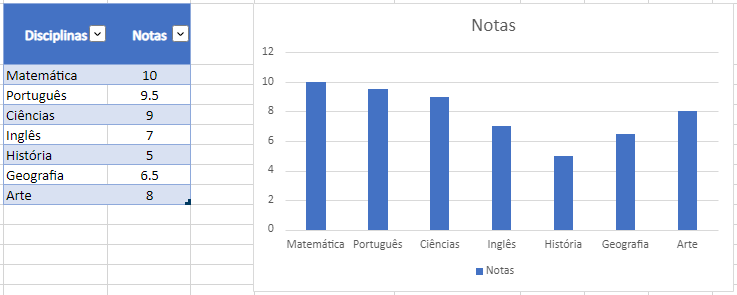 Disciplinas Notas
Matemática 10
Português 9.5
Ciências 9
Inglês 7
História 5
Geografia 6.5
Arte 8
Notas
12
10
8
6
4
2
0
Matemática Português Ciências Inglês História Geografia Arte
Notas